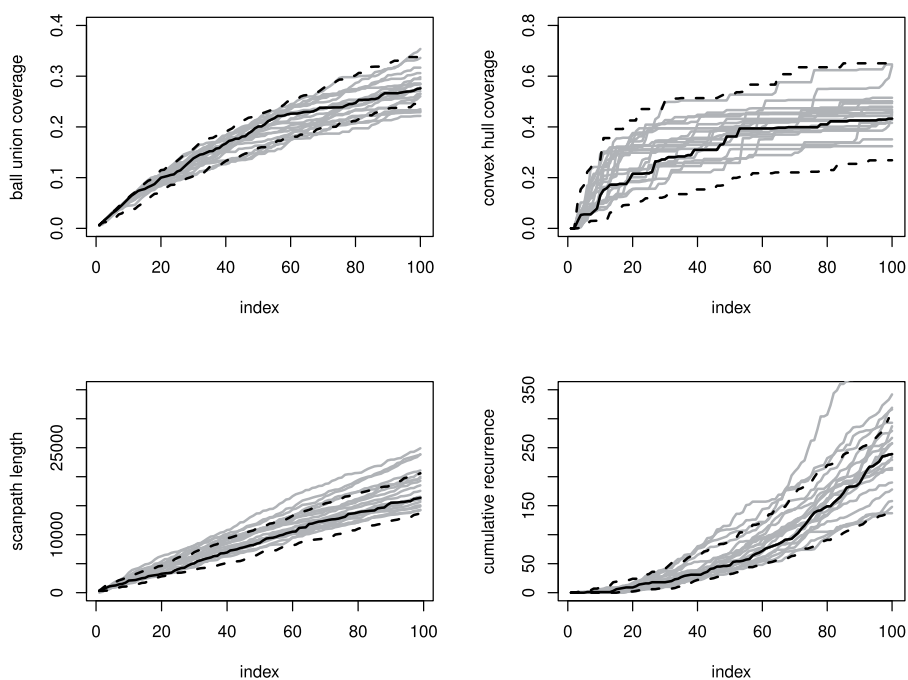 ball union coverage
0.4
0.3
0.2
0.1
0.0
0 20 40 60 80 100
index
convex hull coverage
0.8
0.6
0.4
0.2
0.0
0 20 40 60 80 100
index
scanpath length
25000
10000
0
0 20 40 60 80 100
index
cumulative recurrence
350
250
150
50
0
0 20 40 60 80 100
index